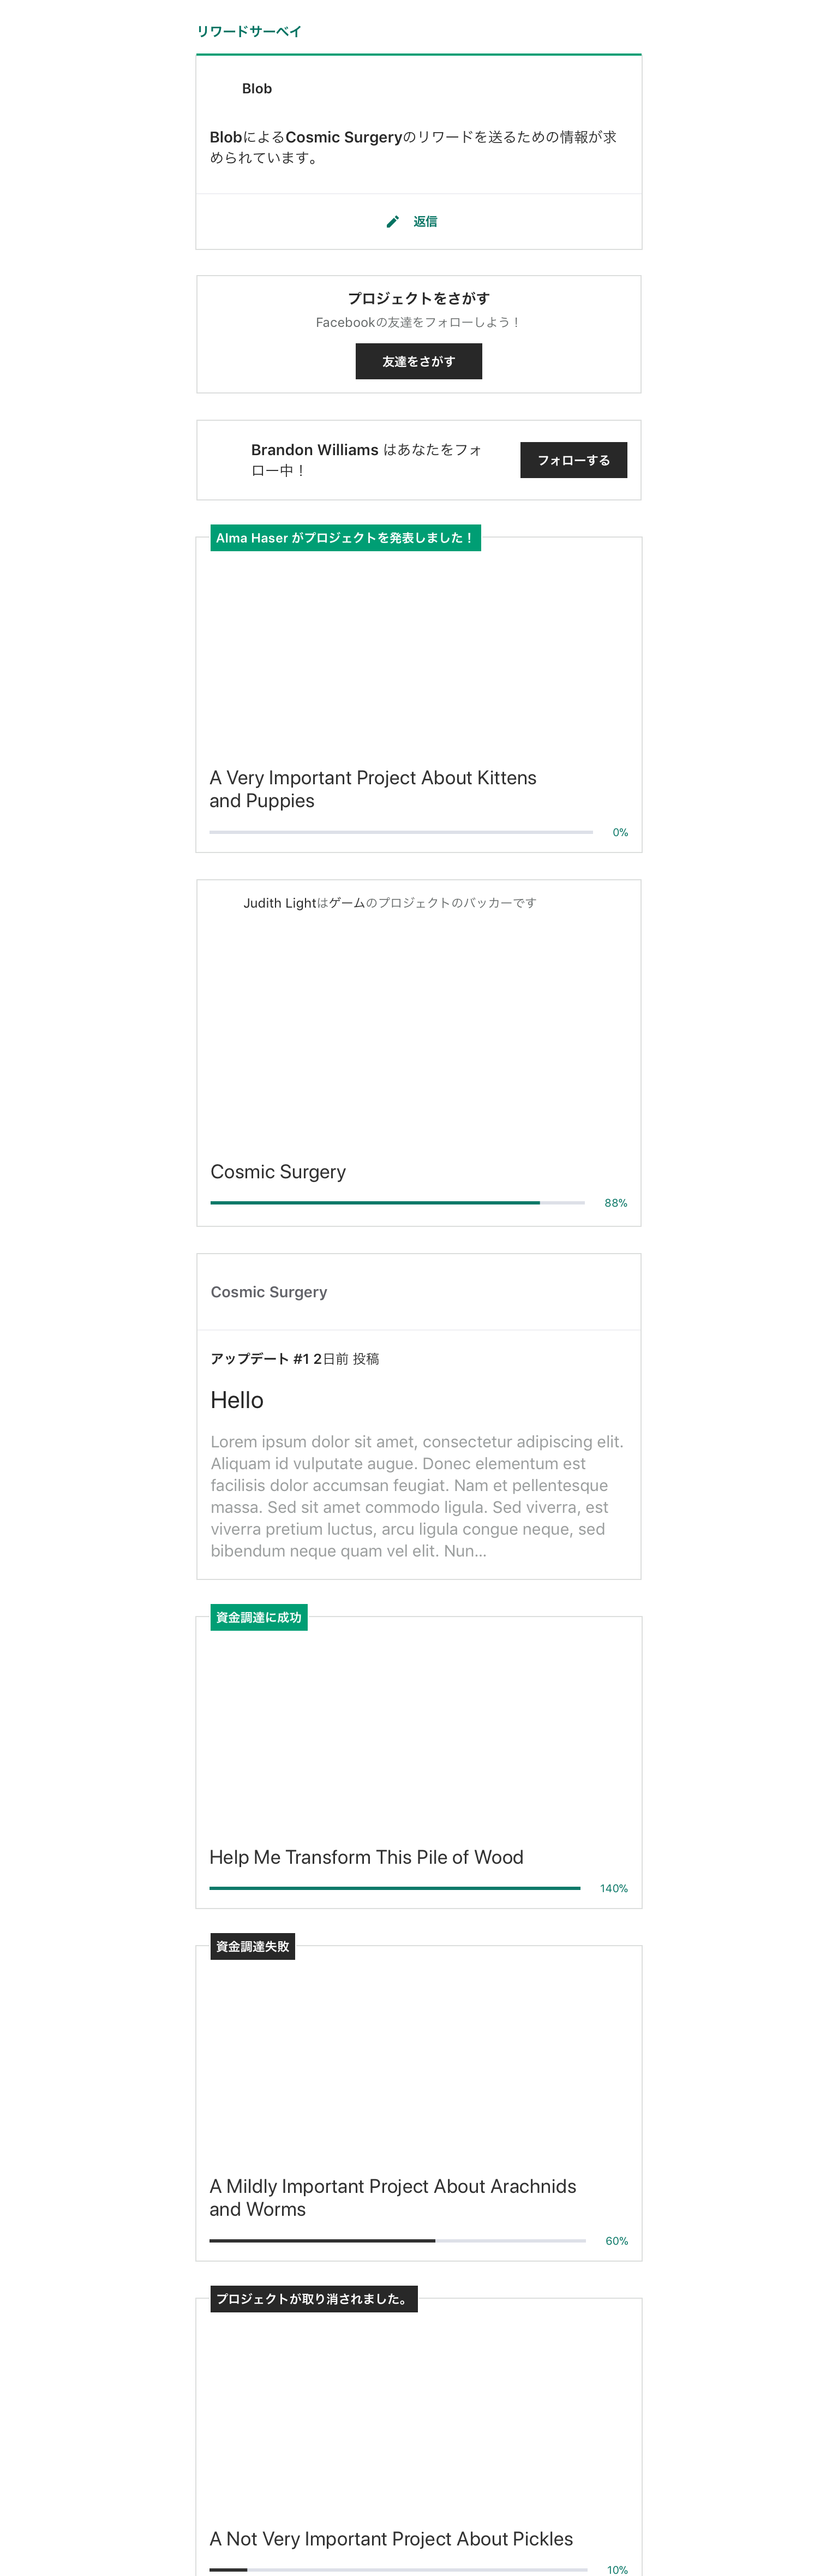 リワードサーベイ
Blob
BlobによるCosmic Surgeryのリワードを送るための情報が求
められています。
返信
プロジェクトをさがす
Facebookの友達をフォローしよう！
友達をさがす
Brandon Williams はあなたをフォ
ロー中！
フォローする
Alma Haser がプロジェクトを発表しました！
A Very Important Project About Kittens
and Puppies
0%
Judith Lightはゲームのプロジェクトのバッカーです
Cosmic Surgery
88%
Cosmic Surgery
アップデート #1 2日前 投稿
Hello
Lorem ipsum dolor sit amet, consectetur adipiscing elit.
Aliquam id vulputate augue. Donec elementum est
facilisis dolor accumsan feugiat. Nam et pellentesque
massa. Sed sit amet commodo ligula. Sed viverra, est
viverra pretium luctus, arcu ligula congue neque, sed
bibendum neque quam vel elit. Nun...
資金調達に成功
Help Me Transform This Pile of Wood
140%
資金調達失敗
A Mildly Important Project About Arachnids
and Worms
60%
プロジェクトが取り消されました。
A Not Very Important Project About Pickles
10%